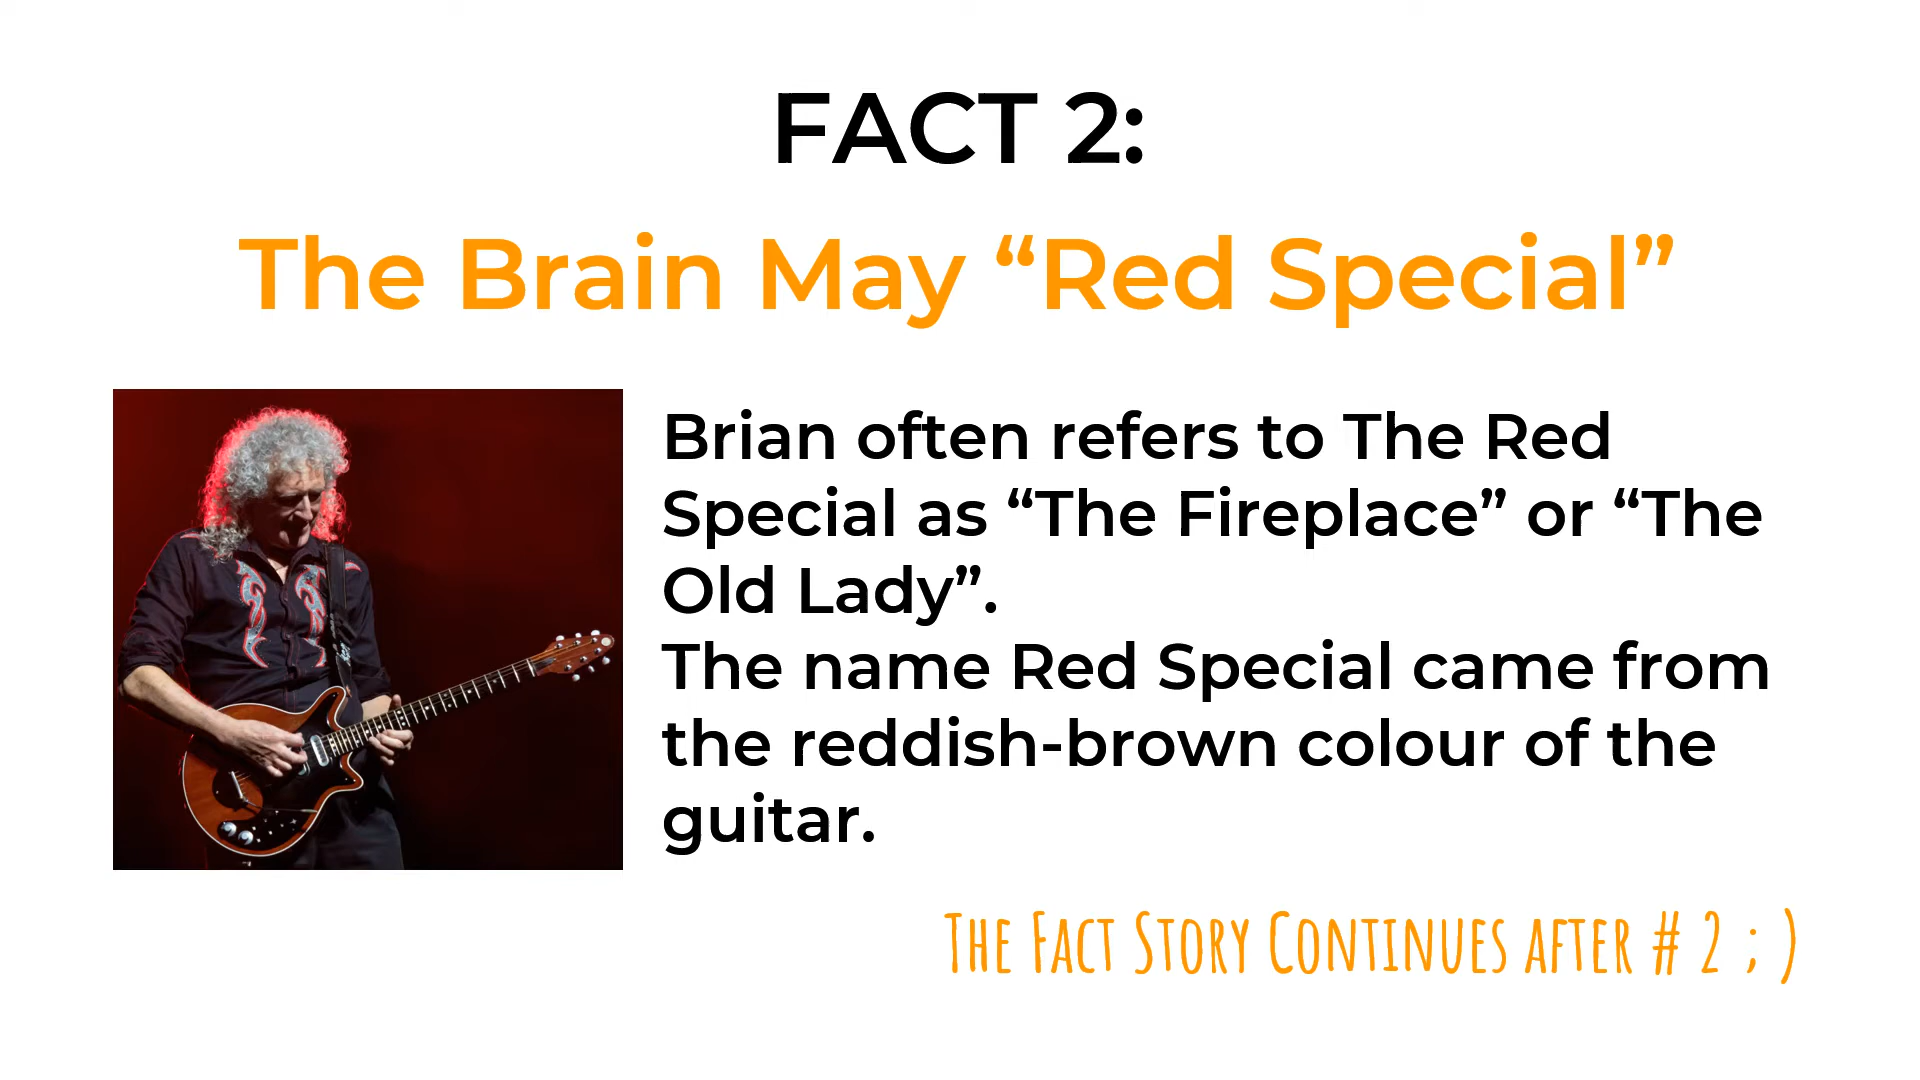 FACT 2:
The Brain May “Red Special”
Brian often refers to The Red
Special as “The Fireplace” or “The
Old Lady”.
The name Red Special came from
the reddish-brown colour of the
guitar.
The Fact Story Continues after # 2 ; )